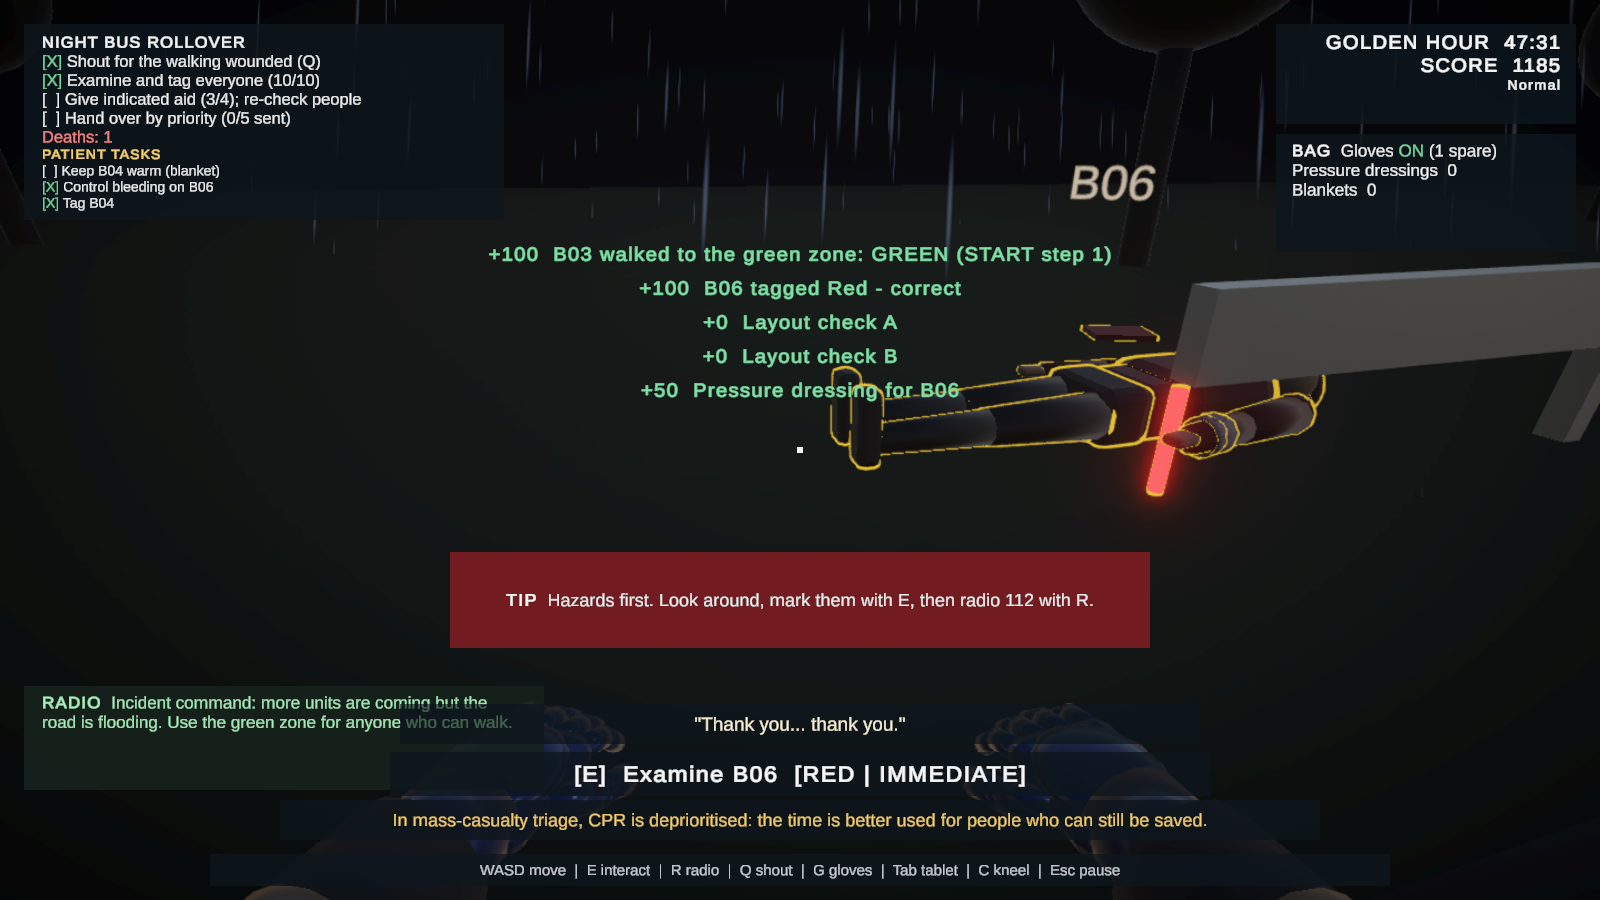 NIGHT BUS ROLLOVER
[X] Shout for the walking wounded (Q)
[X] Examine and tag everyone (10/10)
[ ] Give indicated aid (3/4); re-check people
[ ] Hand over by priority (0/5 sent)
Deaths: 1
PATIENT TASKS
[ ] Keep B04 warm (blanket)
[X] Control bleeding on B06
[X] Tag B04
GOLDEN HOUR 47:31
SCORE 1185
Normal
BAG Gloves ON (1 spare)
Pressure dressings 0
Blankets 0
B06
+100 B03 walked to the green zone: GREEN (START step 1)
+100 B06 tagged Red - correct
+0 Layout check A
+0 Layout check B
+50 Pressure dressing for B06
TIP Hazards first. Look around, mark them with E, then radio 112 with R.
RADIO Incident command: more units are coming but the
road is flooding. Use the green zone for anyone who can walk.
"Thank you... thank you."
[E] Examine B06 [RED | IMMEDIATE]
In mass-casualty triage, CPR is deprioritised: the time is better used for people who can still be saved.
WASD move | E interact | R radio | Q shout | G gloves | Tab tablet | C kneel | Esc pause